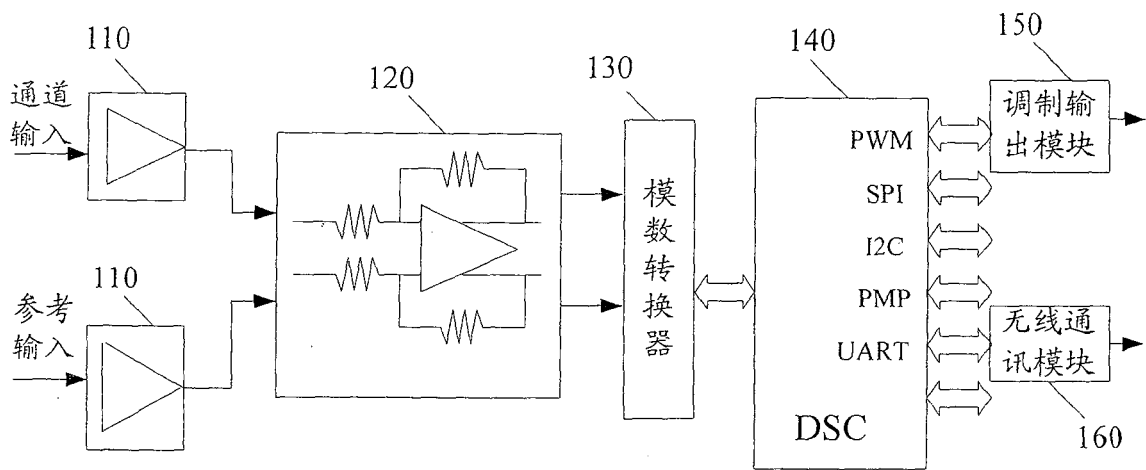 110
120
130
140
150
通道
输入
调制输
出模块
PWM
SPI
I2C
PMP
UART
DSC
模
数
转
换
器
110
参考
输入
无线通
讯模块
160